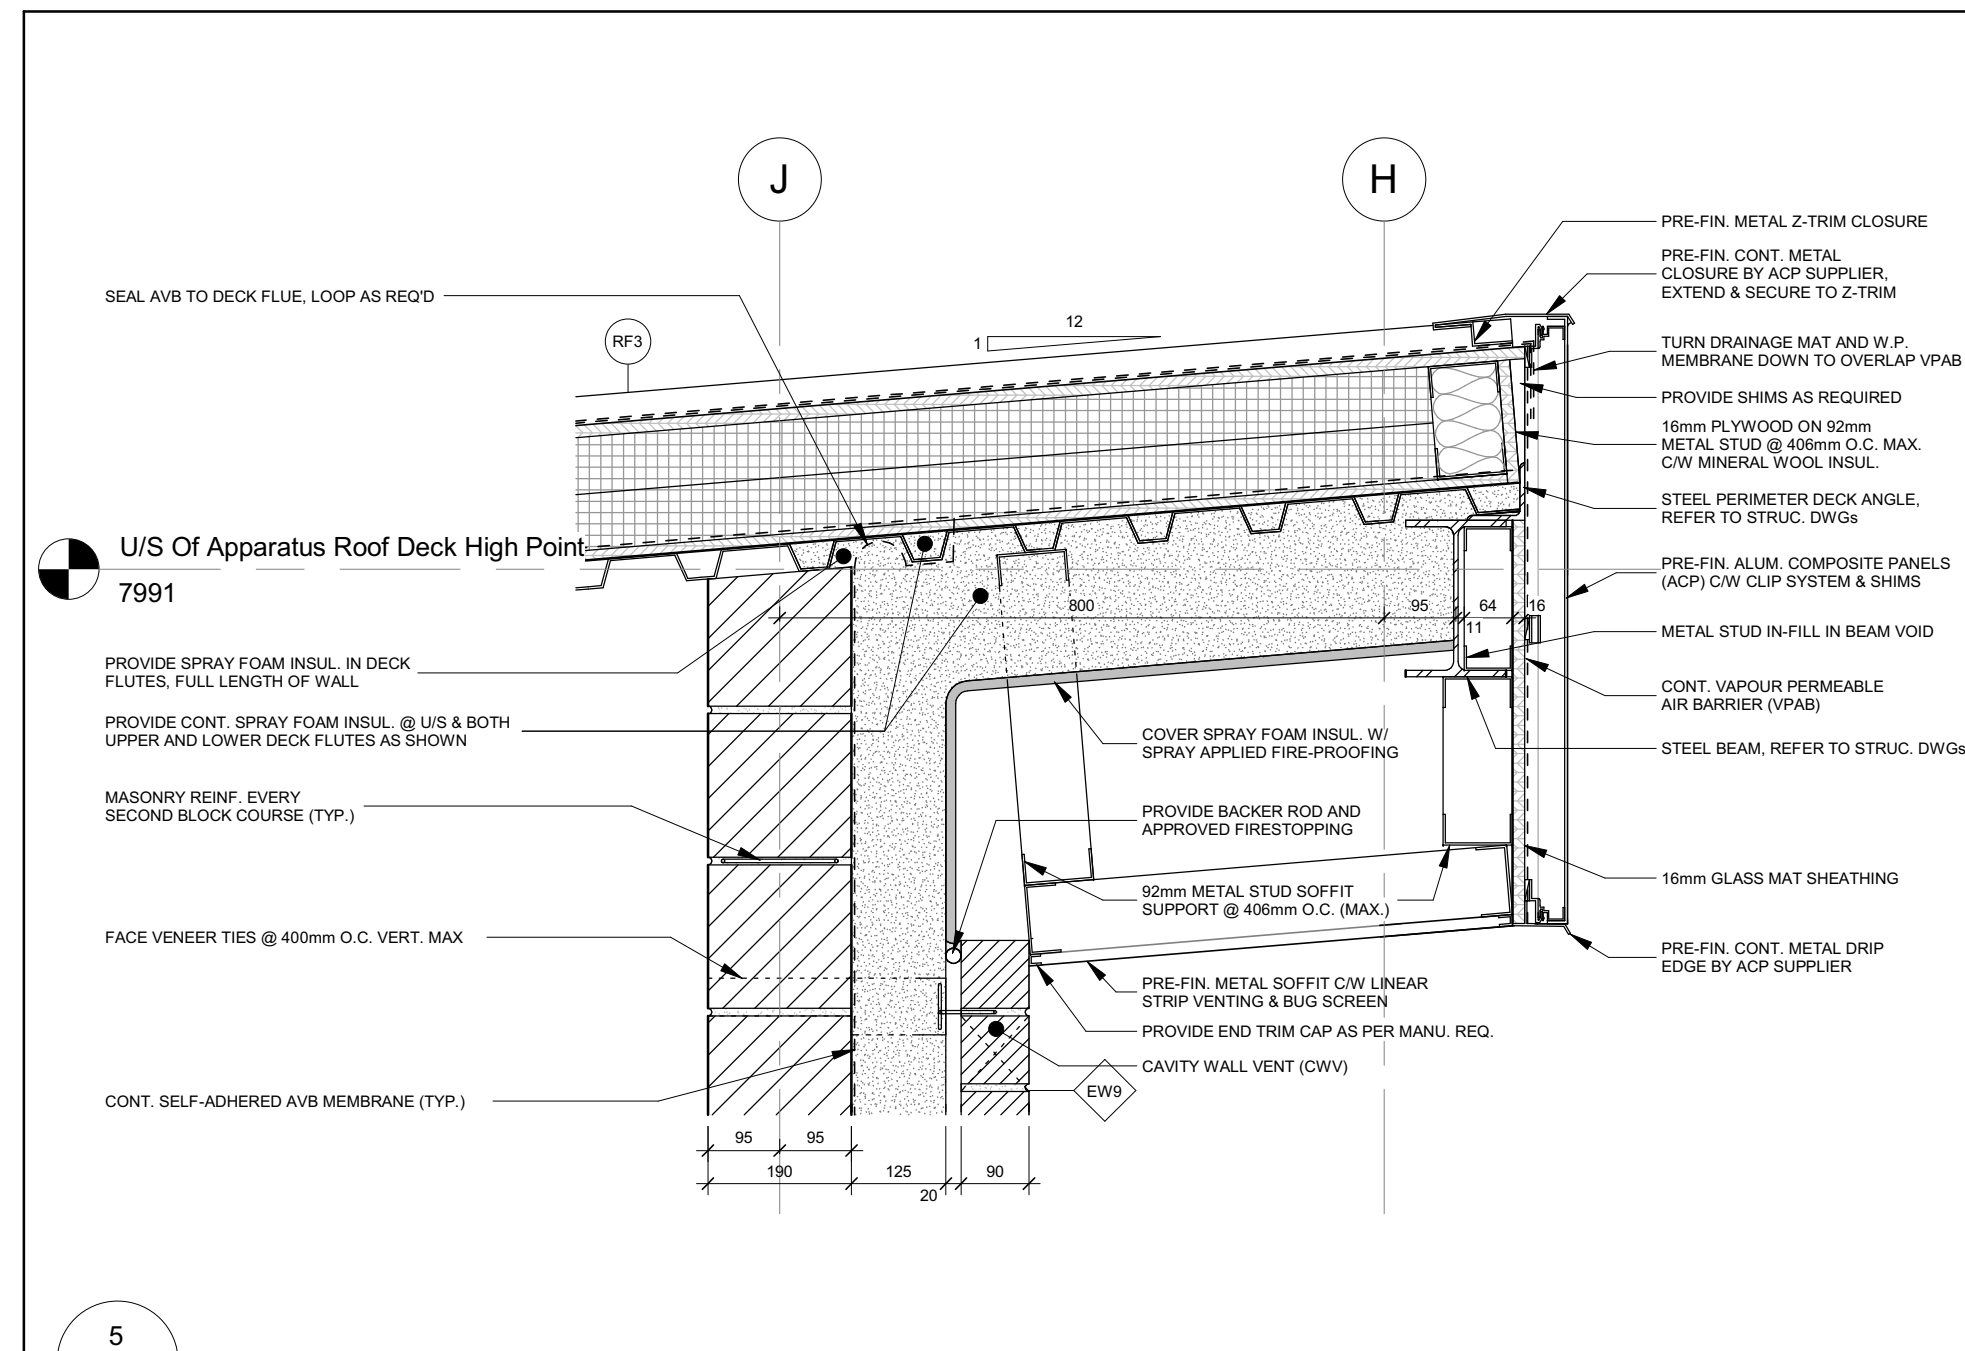 J
H
SEAL AVB TO DECK FLUE, LOOP AS REQ'D
RF3
12
1
U/S Of Apparatus Roof Deck High Point
7991
PROVIDE SPRAY FOAM INSUL. IN DECK
FLUTES, FULL LENGTH OF WALL
PROVIDE CONT. SPRAY FOAM INSUL. @ U/S & BOTH
UPPER AND LOWER DECK FLUTES AS SHOWN
MASONRY REINF. EVERY
SECOND BLOCK COURSE (TYP.)
FACE VENEER TIES @ 400mm O.C. VERT. MAX
CONT. SELF-ADHERED AVB MEMBRANE (TYP.)
800
95
64
16
11
COVER SPRAY FOAM INSUL. W/
SPRAY APPLIED FIRE-PROOFING
PROVIDE BACKER ROD AND
APPROVED FIRESTOPPING
92mm METAL STUD SOFFIT
SUPPORT @ 406mm O.C. (MAX.)
PRE-FIN. METAL SOFFIT C/W LINEAR
STRIP VENTING & BUG SCREEN
PROVIDE END TRIM CAP AS PER MANU. REQ.
CAVITY WALL VENT (CWV)
EW9
PRE-FIN. METAL Z-TRIM CLOSURE
PRE-FIN. CONT. METAL
CLOSURE BY ACP SUPPLIER,
EXTEND & SECURE TO Z-TRIM
TURN DRAINAGE MAT AND W.P.
MEMBRANE DOWN TO OVERLAP VPAB
PROVIDE SHIMS AS REQUIRED
16mm PLYWOOD ON 92mm
METAL STUD @ 406mm O.C. MAX.
C/W MINERAL WOOL INSUL.
STEEL PERIMETER DECK ANGLE,
REFER TO STRUC. DWGs
PRE-FIN. ALUM. COMPOSITE PANELS
(ACP) C/W CLIP SYSTEM & SHIMS
METAL STUD IN-FILL IN BEAM VOID
CONT. VAPOUR PERMEABLE
AIR BARRIER (VPAB)
STEEL BEAM, REFER TO STRUC. DWGs
16mm GLASS MAT SHEATHING
PRE-FIN. CONT. METAL DRIP
EDGE BY ACP SUPPLIER
95
95
190
125
20
90
5